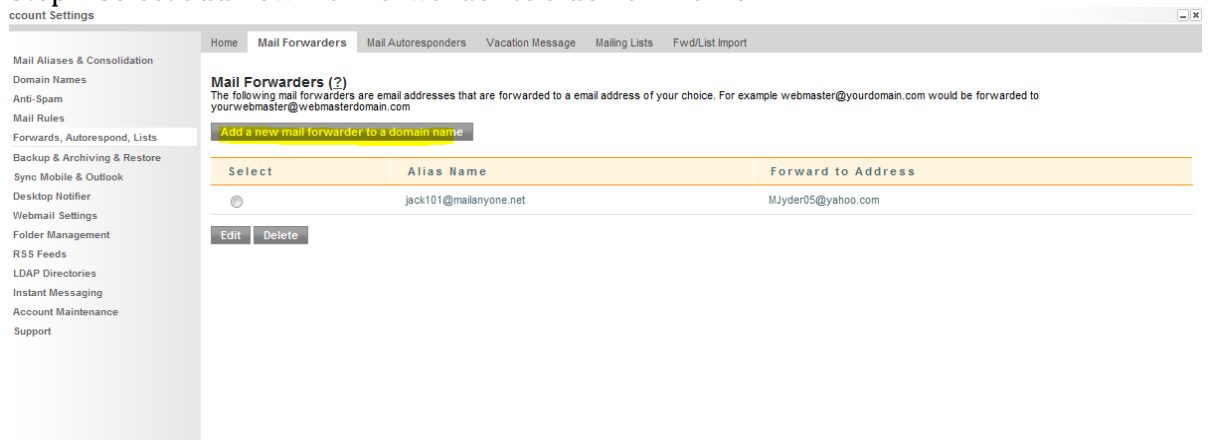 ccount Settings
Home Mail Forwarders Mail Autoresponders Vacation Message Mailing Lists Fwd/List Import
Mail Aliases & Consolidation
Domain Names
Anti-Spam
Mail Rules
Forwards, Autorespond, Lists
Backup & Archiving & Restore
Sync Mobile & Outlook
Desktop Notifier
Webmail Settings
Folder Management
RSS Feeds
LDAP Directories
Instant Messaging
Account Maintenance
Support
Mail Forwarders (?)
The following mail forwarders are email addresses that are forwarded to a email address of your choice. For example webmaster@yourdomain.com would be forwarded to
yourwebmaster@webmasterdomain.com
Add a new mail forwarder to a domain name
Select Alias Name Forward to Address
jack101@mailanyone.net MJyder05@yahoo.com
Edit Delete